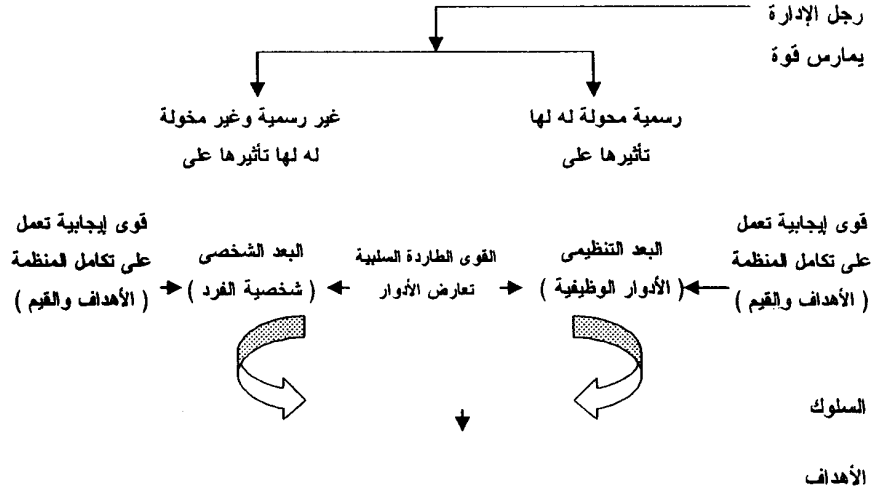 رجل الإدارة
يمارس قوة
رسمية محولة له لها
تأثيرها على
غير رسمية وغير مخولة
له لها تأثيرها على
قوى إيجابية تعمل
على تكامل المنظمة
( الأهداف والقيم )
البعد التنظيمى
( الأدوار الوظيفية )
القوى الطاردة السلبية
تعارض الأدوار
البعد الشخصى
( شخصية الفرد )
قوى إيجابية تعمل
على تكامل المنظمة
( الأهداف والقيم )
السلوك
الأهداف